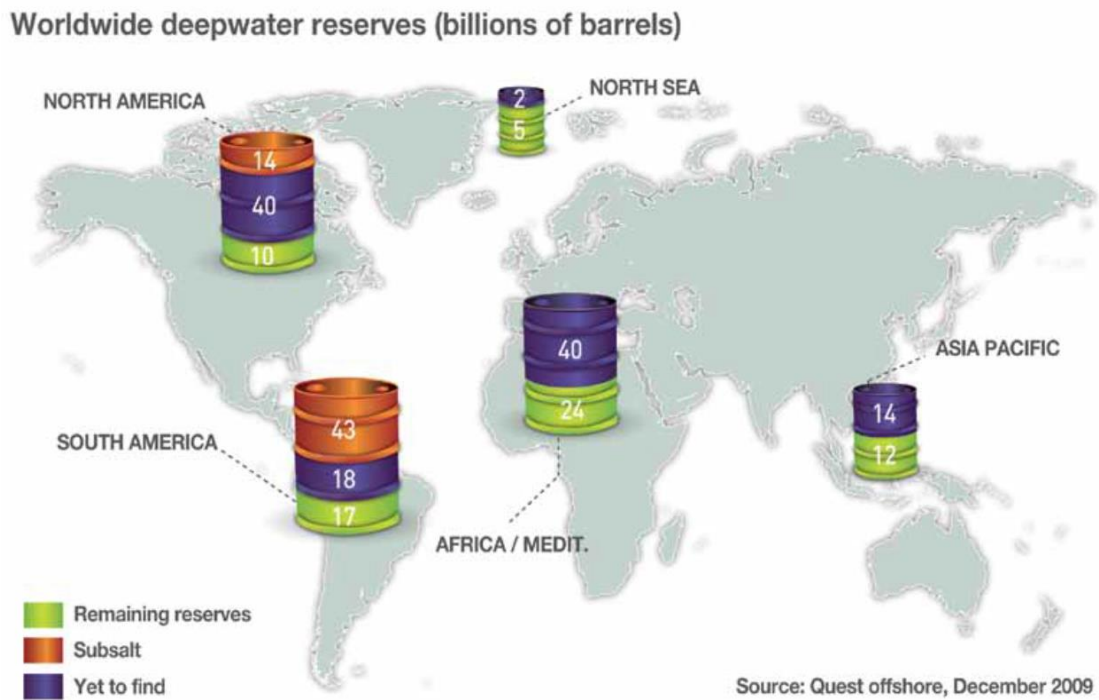 Worldwide deepwater reserves (billions of barrels)
NORTH AMERICA
14
40
10
2
5
NORTH SEA
40
24
AFRICA / MEDIT.
ASIA PACIFIC
14
12
SOUTH AMERICA
43
18
17
Remaining reserves
Subsalt
Yet to find
Source: Quest offshore, December 2009